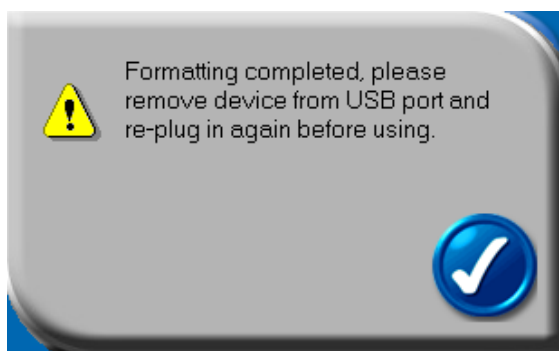 Formatting completed, please
remove device from USB port and
re-plug in again before using.